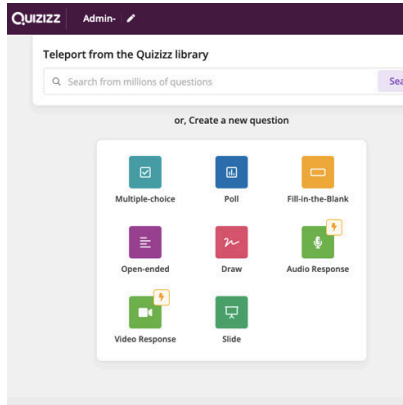 QUIZIZZ Admin-
Teleport from the Quizizz library
Search from millions of questions
or, Create a new question
Multiple-choice Poll Fill-in-the-Blank
Open-ended Draw Audio Response
Video Response Slide